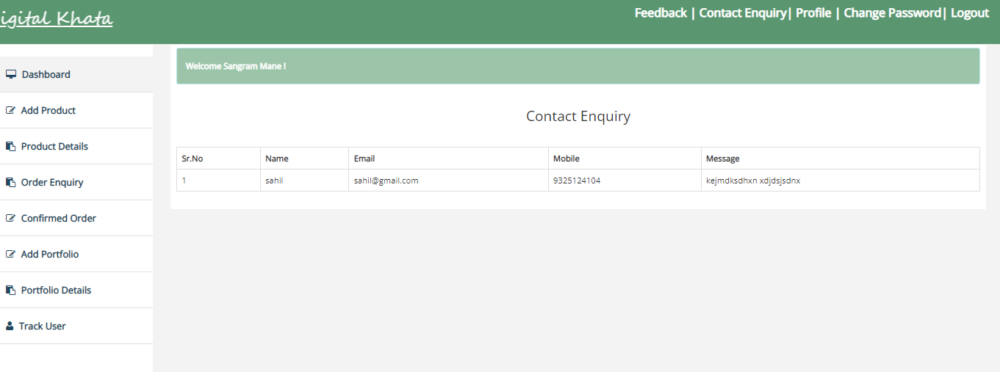 igital Khata
Feedback | Contact Enquiry| Profile | Change Password| Logout
Welcome Sangram Mane !
Dashboard
Add Product
Product Details
Order Enquiry
Confirmed Order
Add Portfolio
Portfolio Details
Track User
Contact Enquiry
Sr.No Name Email Mobile Message
1 sahil sahil@gmail.com 9325124104 kejmdksdhxn xdjdsjsdnx